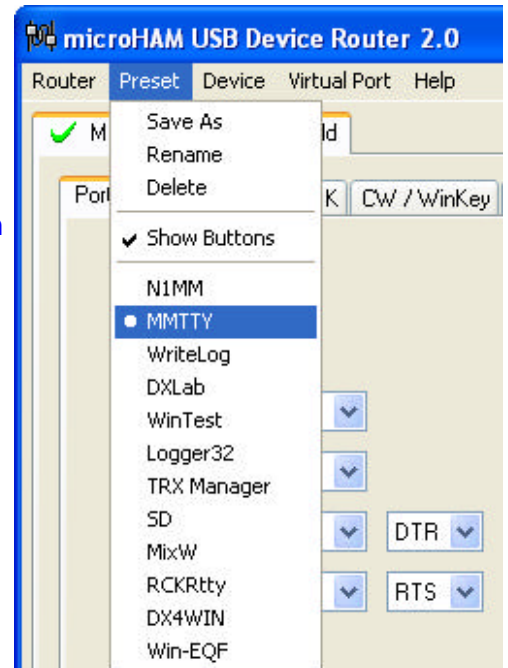 microHAM USB Device Router 2.0
Router Preset Device Virtual Port Help
M ld
Save As
Rename
Delete
Port K CW / WinKey
Show Buttons
N1MM
MMTTY
WriteLog
DXLab
WinTest
Logger32
TRX Manager
SD
DTR
MixW
RCKRtty
RTS
DX4WIN
Win-EQF